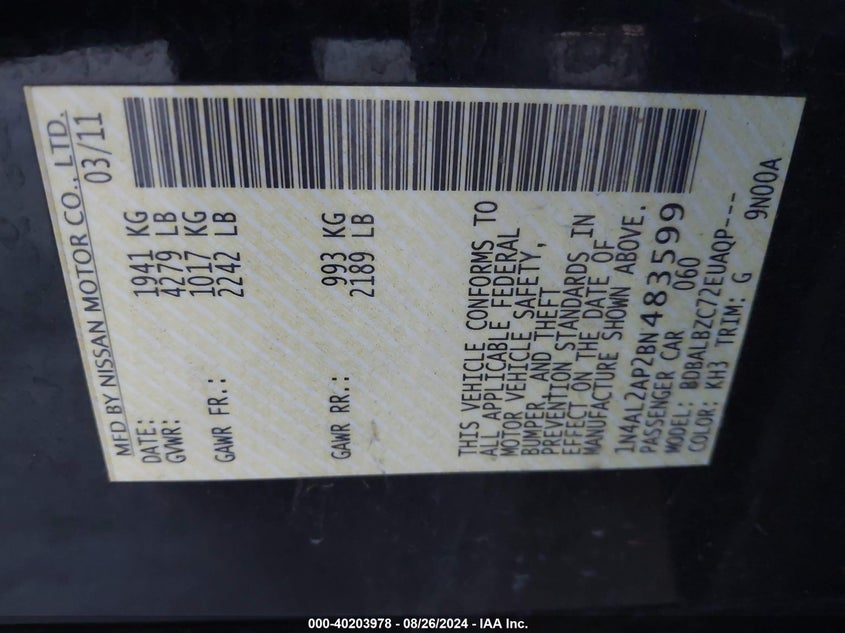 MFD BY NISSAN MOTOR CO., LTD.
DATE: 03/11
GVWR: 1941 KG
4279 LB
GAWR FR.: 1017 KG
2242 LB
GAWR RR.: 993 KG
2189 LB
THIS VEHICLE CONFORMS TO
ALL APPLICABLE FEDERAL
MOTOR VEHICLE SAFETY,
BUMPER, AND THEFT
PREVENTION STANDARDS IN
EFFECT ON THE DATE OF
MANUFACTURE SHOWN ABOVE.
1N4AL2AP2BN483599
PASSENGER CAR 060
MODEL: BDBALBZC72EUAQP---
COLOR: KH3 TRIM: G 9N00A
000-40203978 - 08/26/2024 - IAA Inc.